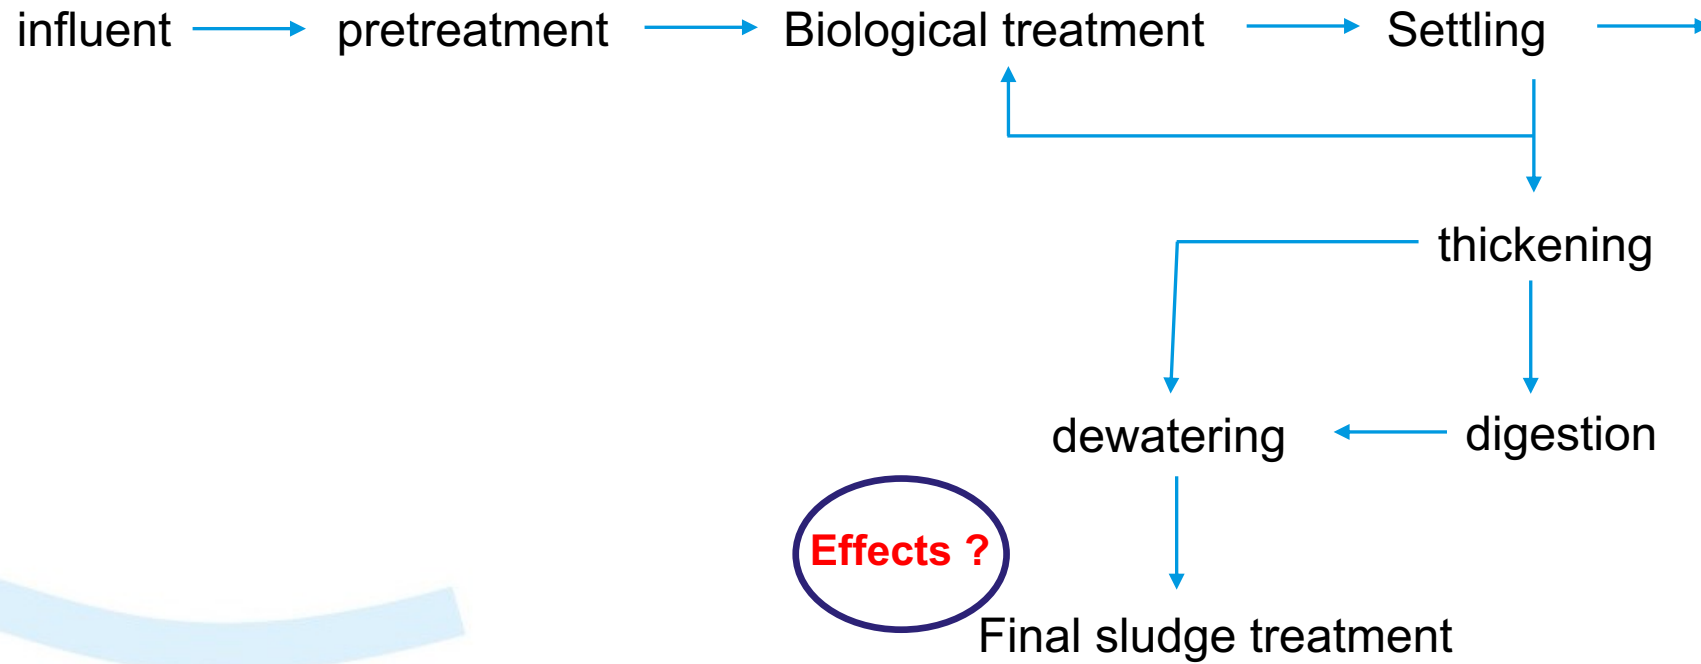 influent pretreatment Biological treatment Settling
thickening
dewatering digestion
Effects ?
Final sludge treatment